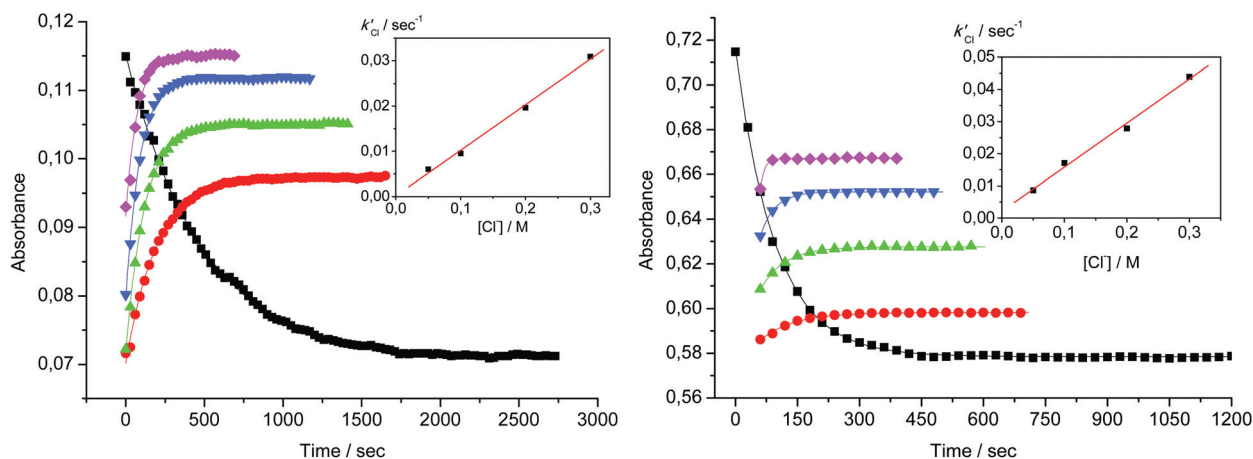 0,12
0,11
0,10
0,09
0,08
0,07
Absorbance
0 500 1000 1500 2000 2500 3000
Time / sec
k′Cl / sec-1
0,03
0,02
0,01
0,00
0,0 0,1 0,2 0,3
[Cl-] / M
0,72
0,70
0,68
0,66
0,64
0,62
0,60
0,58
0,56
Absorbance
0 150 300 450 600 750 900 1050 1200
Time / sec
k′Cl / sec-1
0,05
0,04
0,03
0,02
0,01
0,00
0,0 0,1 0,2 0,3
[Cl-] / M